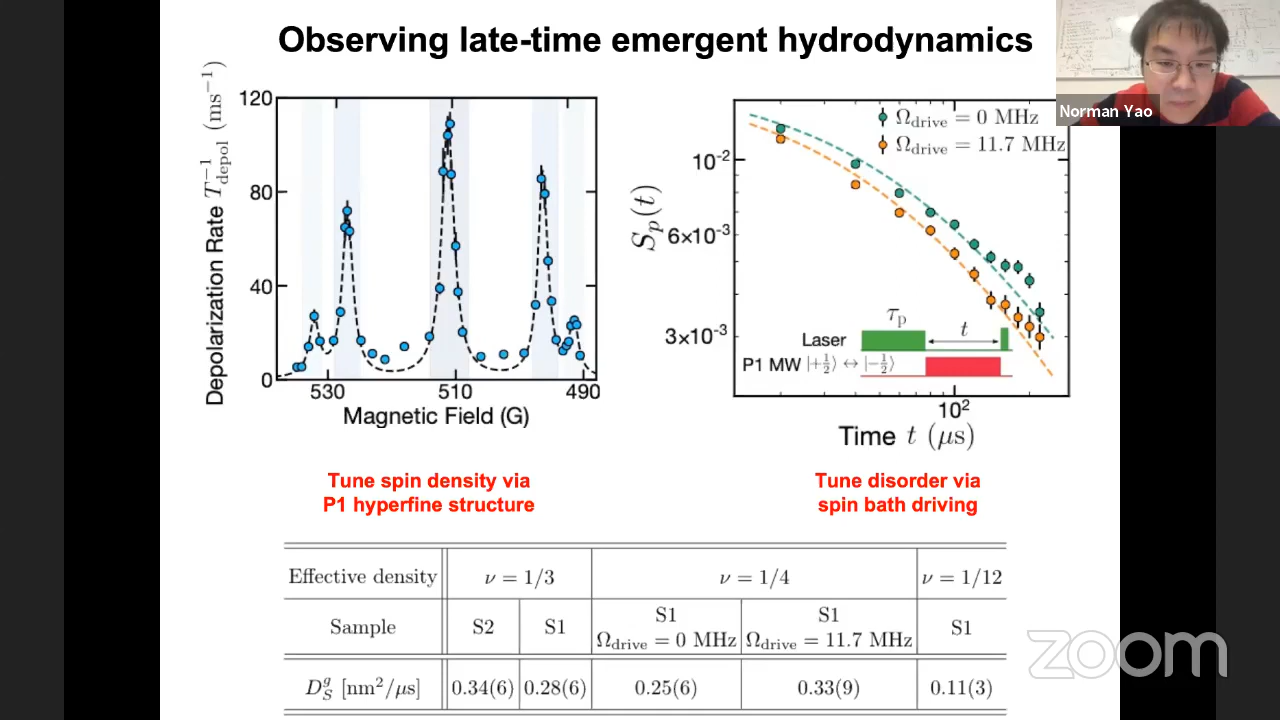 Observing late-time emergent hydrodynamics
Norman Yao
Depolarization Rate T_depol^−1 (ms^−1)
120
80
40
0
530
510
490
Magnetic Field (G)
S_p(t)
10^-2
6×10^-3
3×10^-3
Ω_drive = 0 MHz
Ω_drive = 11.7 MHz
τ_p
t
Laser
P1 MW |+½⟩ ↔ |−½⟩
10^2
Time t (μs)
Tune spin density via
P1 hyperfine structure
Tune disorder via
spin bath driving
Effective density ν = 1/3 ν = 1/4 ν = 1/12
Sample S2 S1 S1 Ω_drive = 0 MHz S1 Ω_drive = 11.7 MHz S1
D_S^g [nm^2/μs] 0.34(6) 0.28(6) 0.25(6) 0.33(9) 0.11(3)
zoom